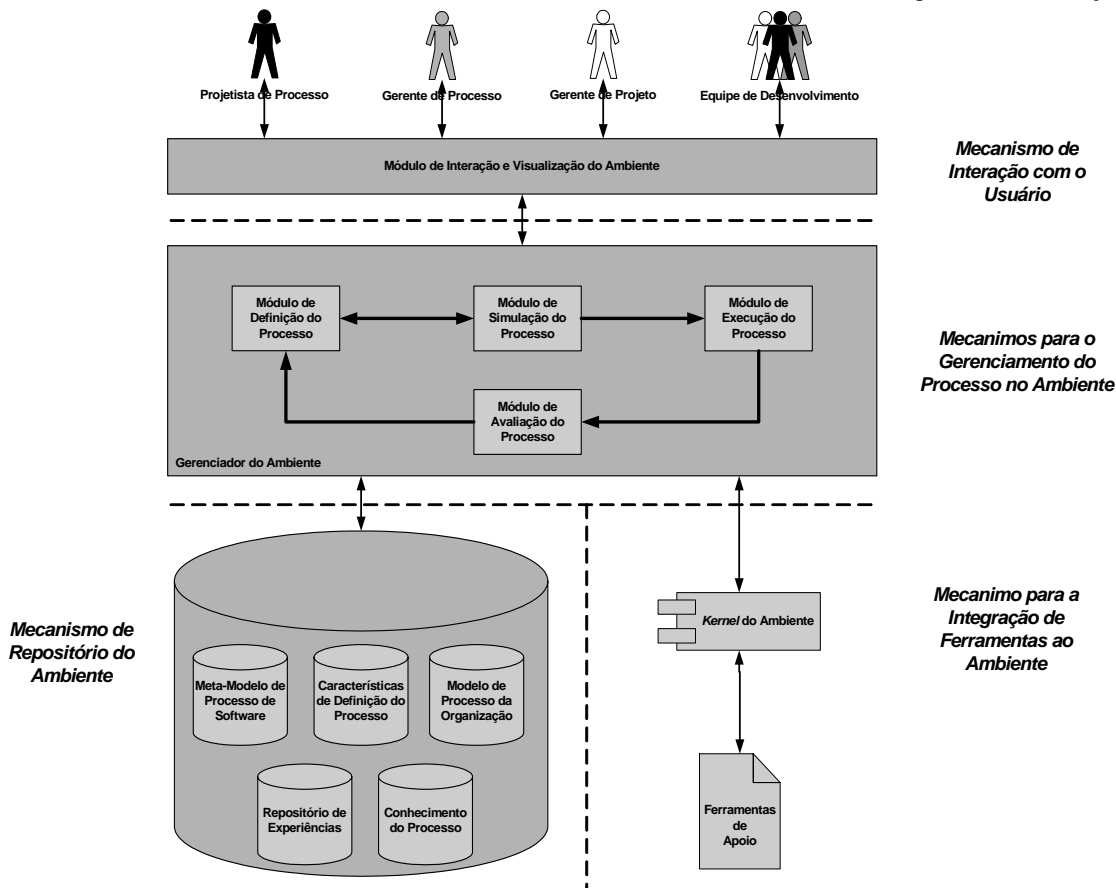 Projetista de Processo
Gerente de Processo
Gerente de Projeto
Equipe de Desenvolvimento
Módulo de Interação e Visualização do Ambiente
Mecanismo de
Interação com o
Usuário
Módulo de
Definição do
Processo
Módulo de
Simulação do
Processo
Módulo de
Execução do
Processo
Módulo de
Avaliação do
Processo
Gerenciador do Ambiente
Mecanimos para o
Gerenciamento do
Processo no Ambiente
Mecanismo de
Repositório do
Ambiente
Meta-Modelo de
Processo de
Software
Características
de Definição do
Processo
Modelo de
Processo da
Organização
Repositório de
Experiências
Conhecimento
do Processo
Kernel do Ambiente
Ferramentas
de
Apoio
Mecanimo para a
Integração de
Ferramentas ao
Ambiente